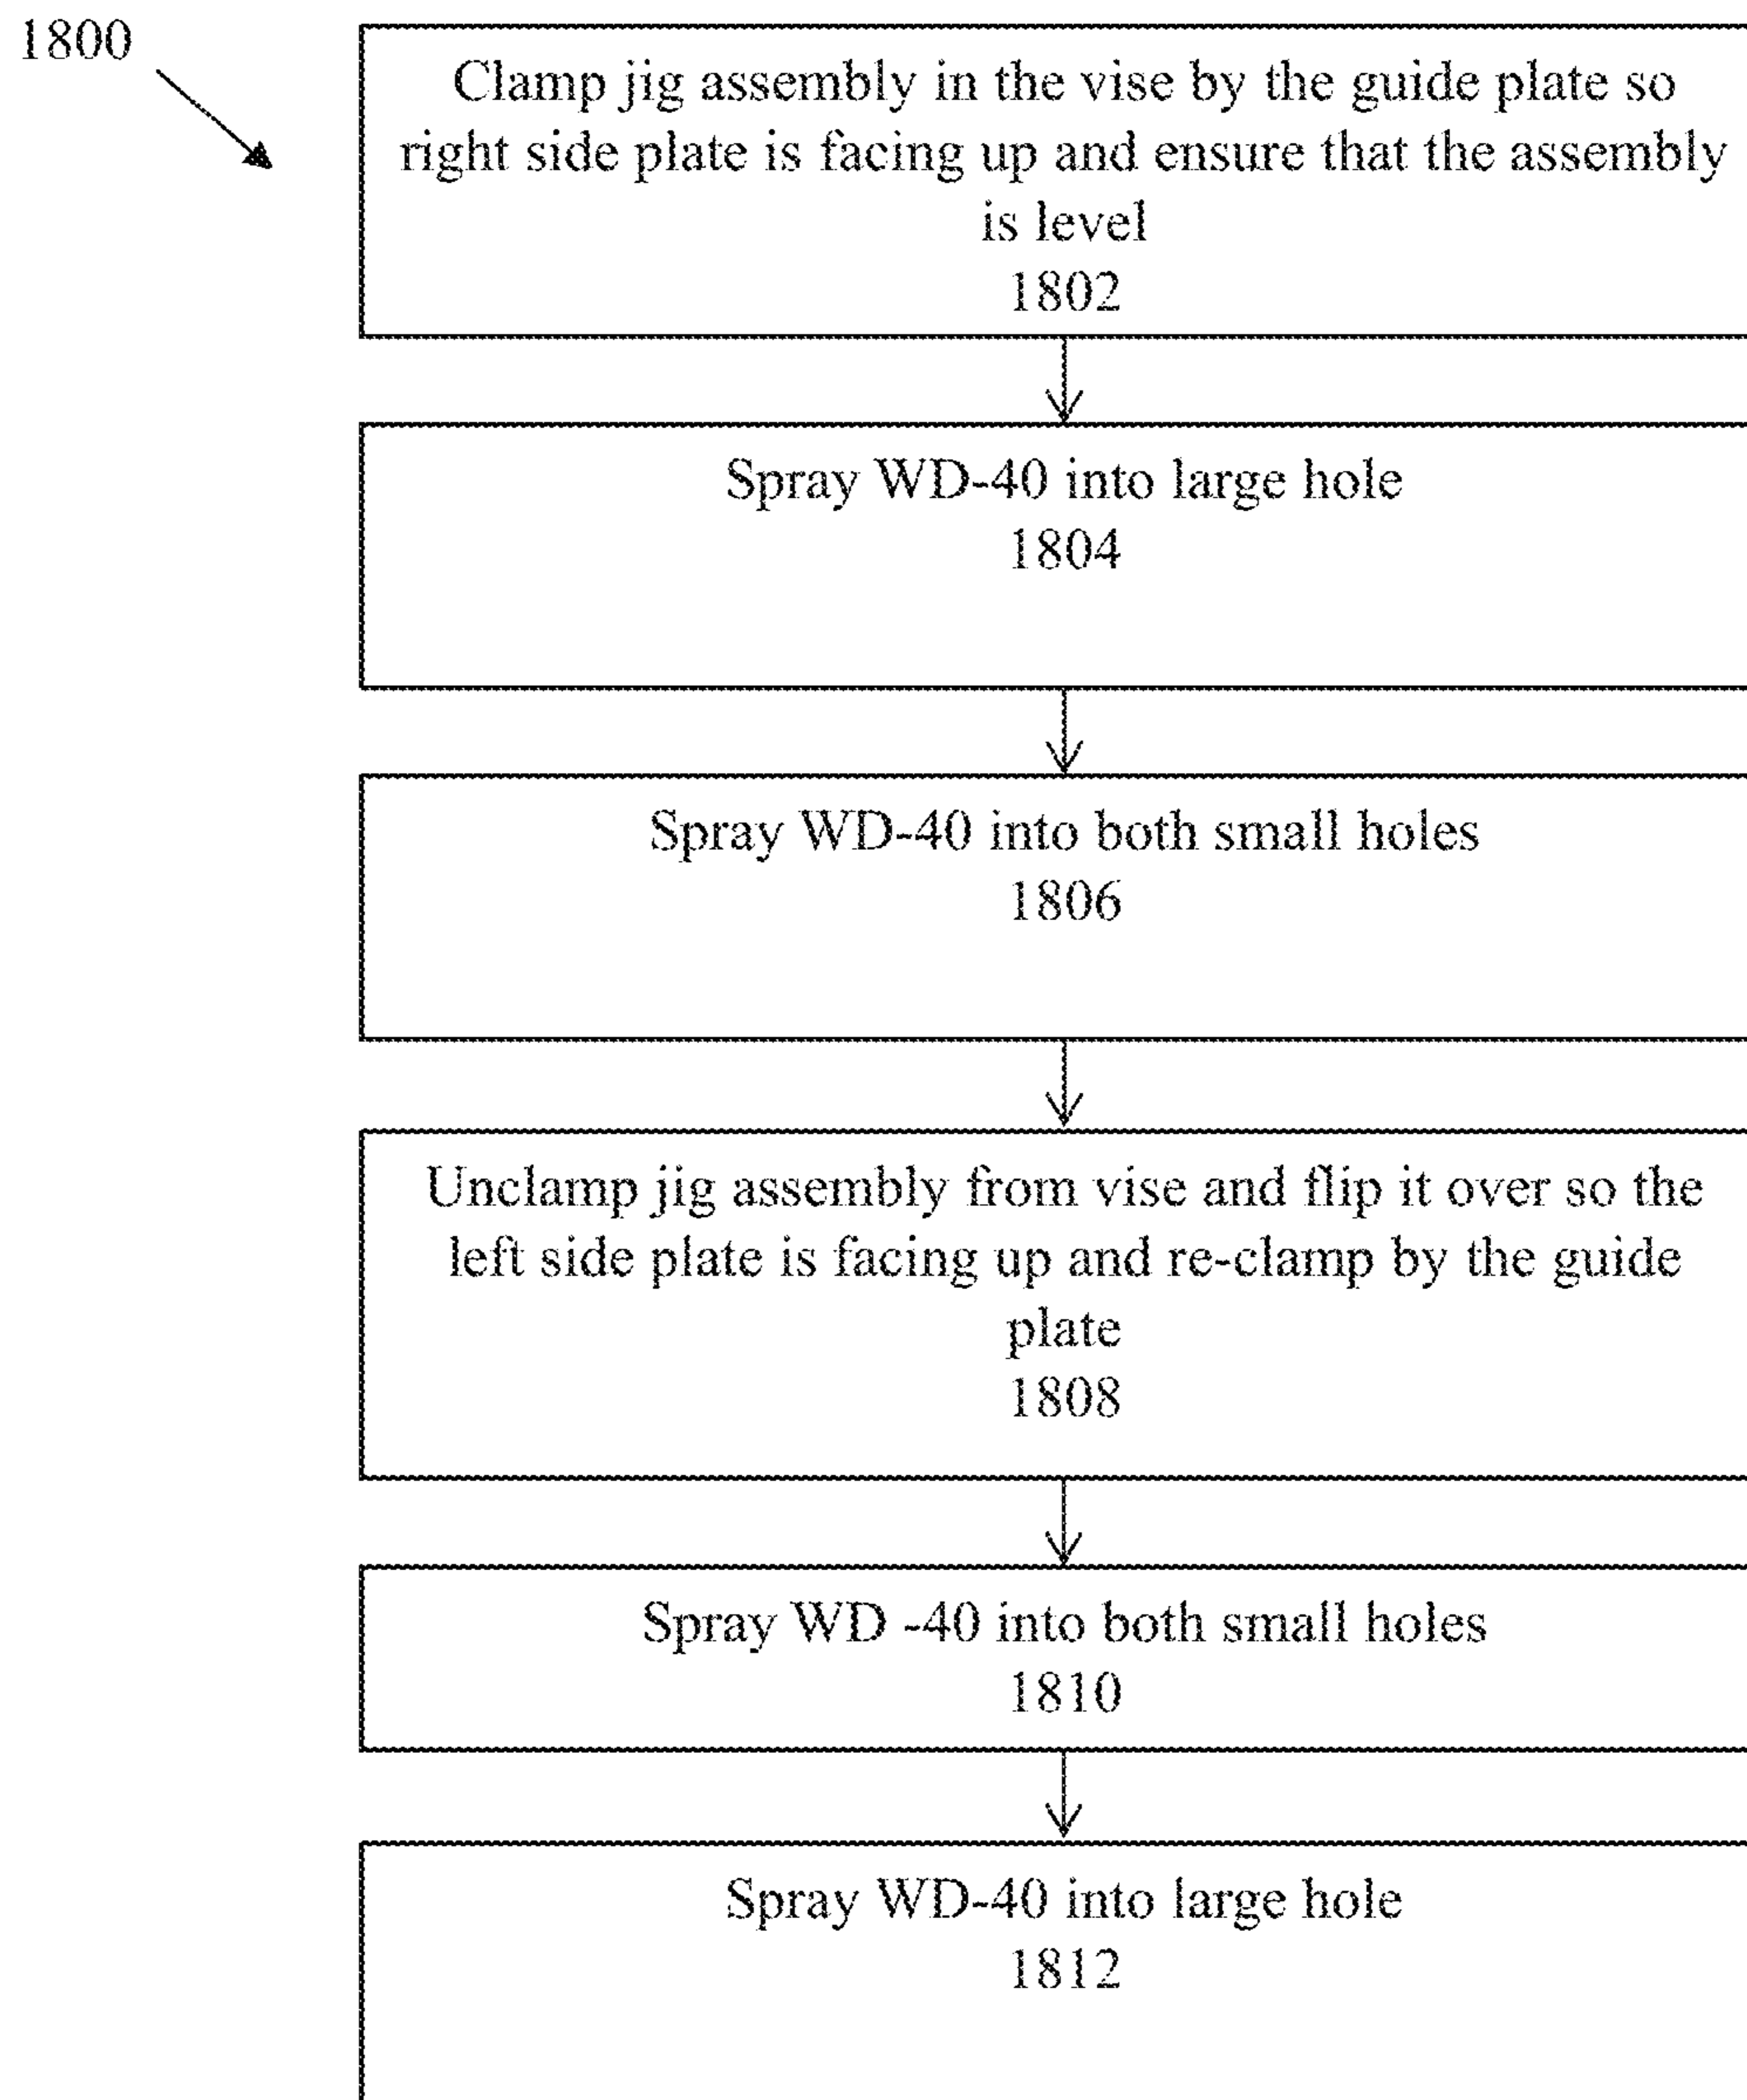 1800
Clamp jig assembly in the vise by the guide plate so
right side plate is facing up and ensure that the assembly
is level
1802
Spray WD-40 into large hole
1804
Spray WD-40 into both small holes
1806
Unclamp jig assembly from vise and flip it over so the
left side plate is facing up and re-clamp by the guide
plate
1808
Spray WD -40 into both small holes
1810
Spray WD-40 into large hole
1812